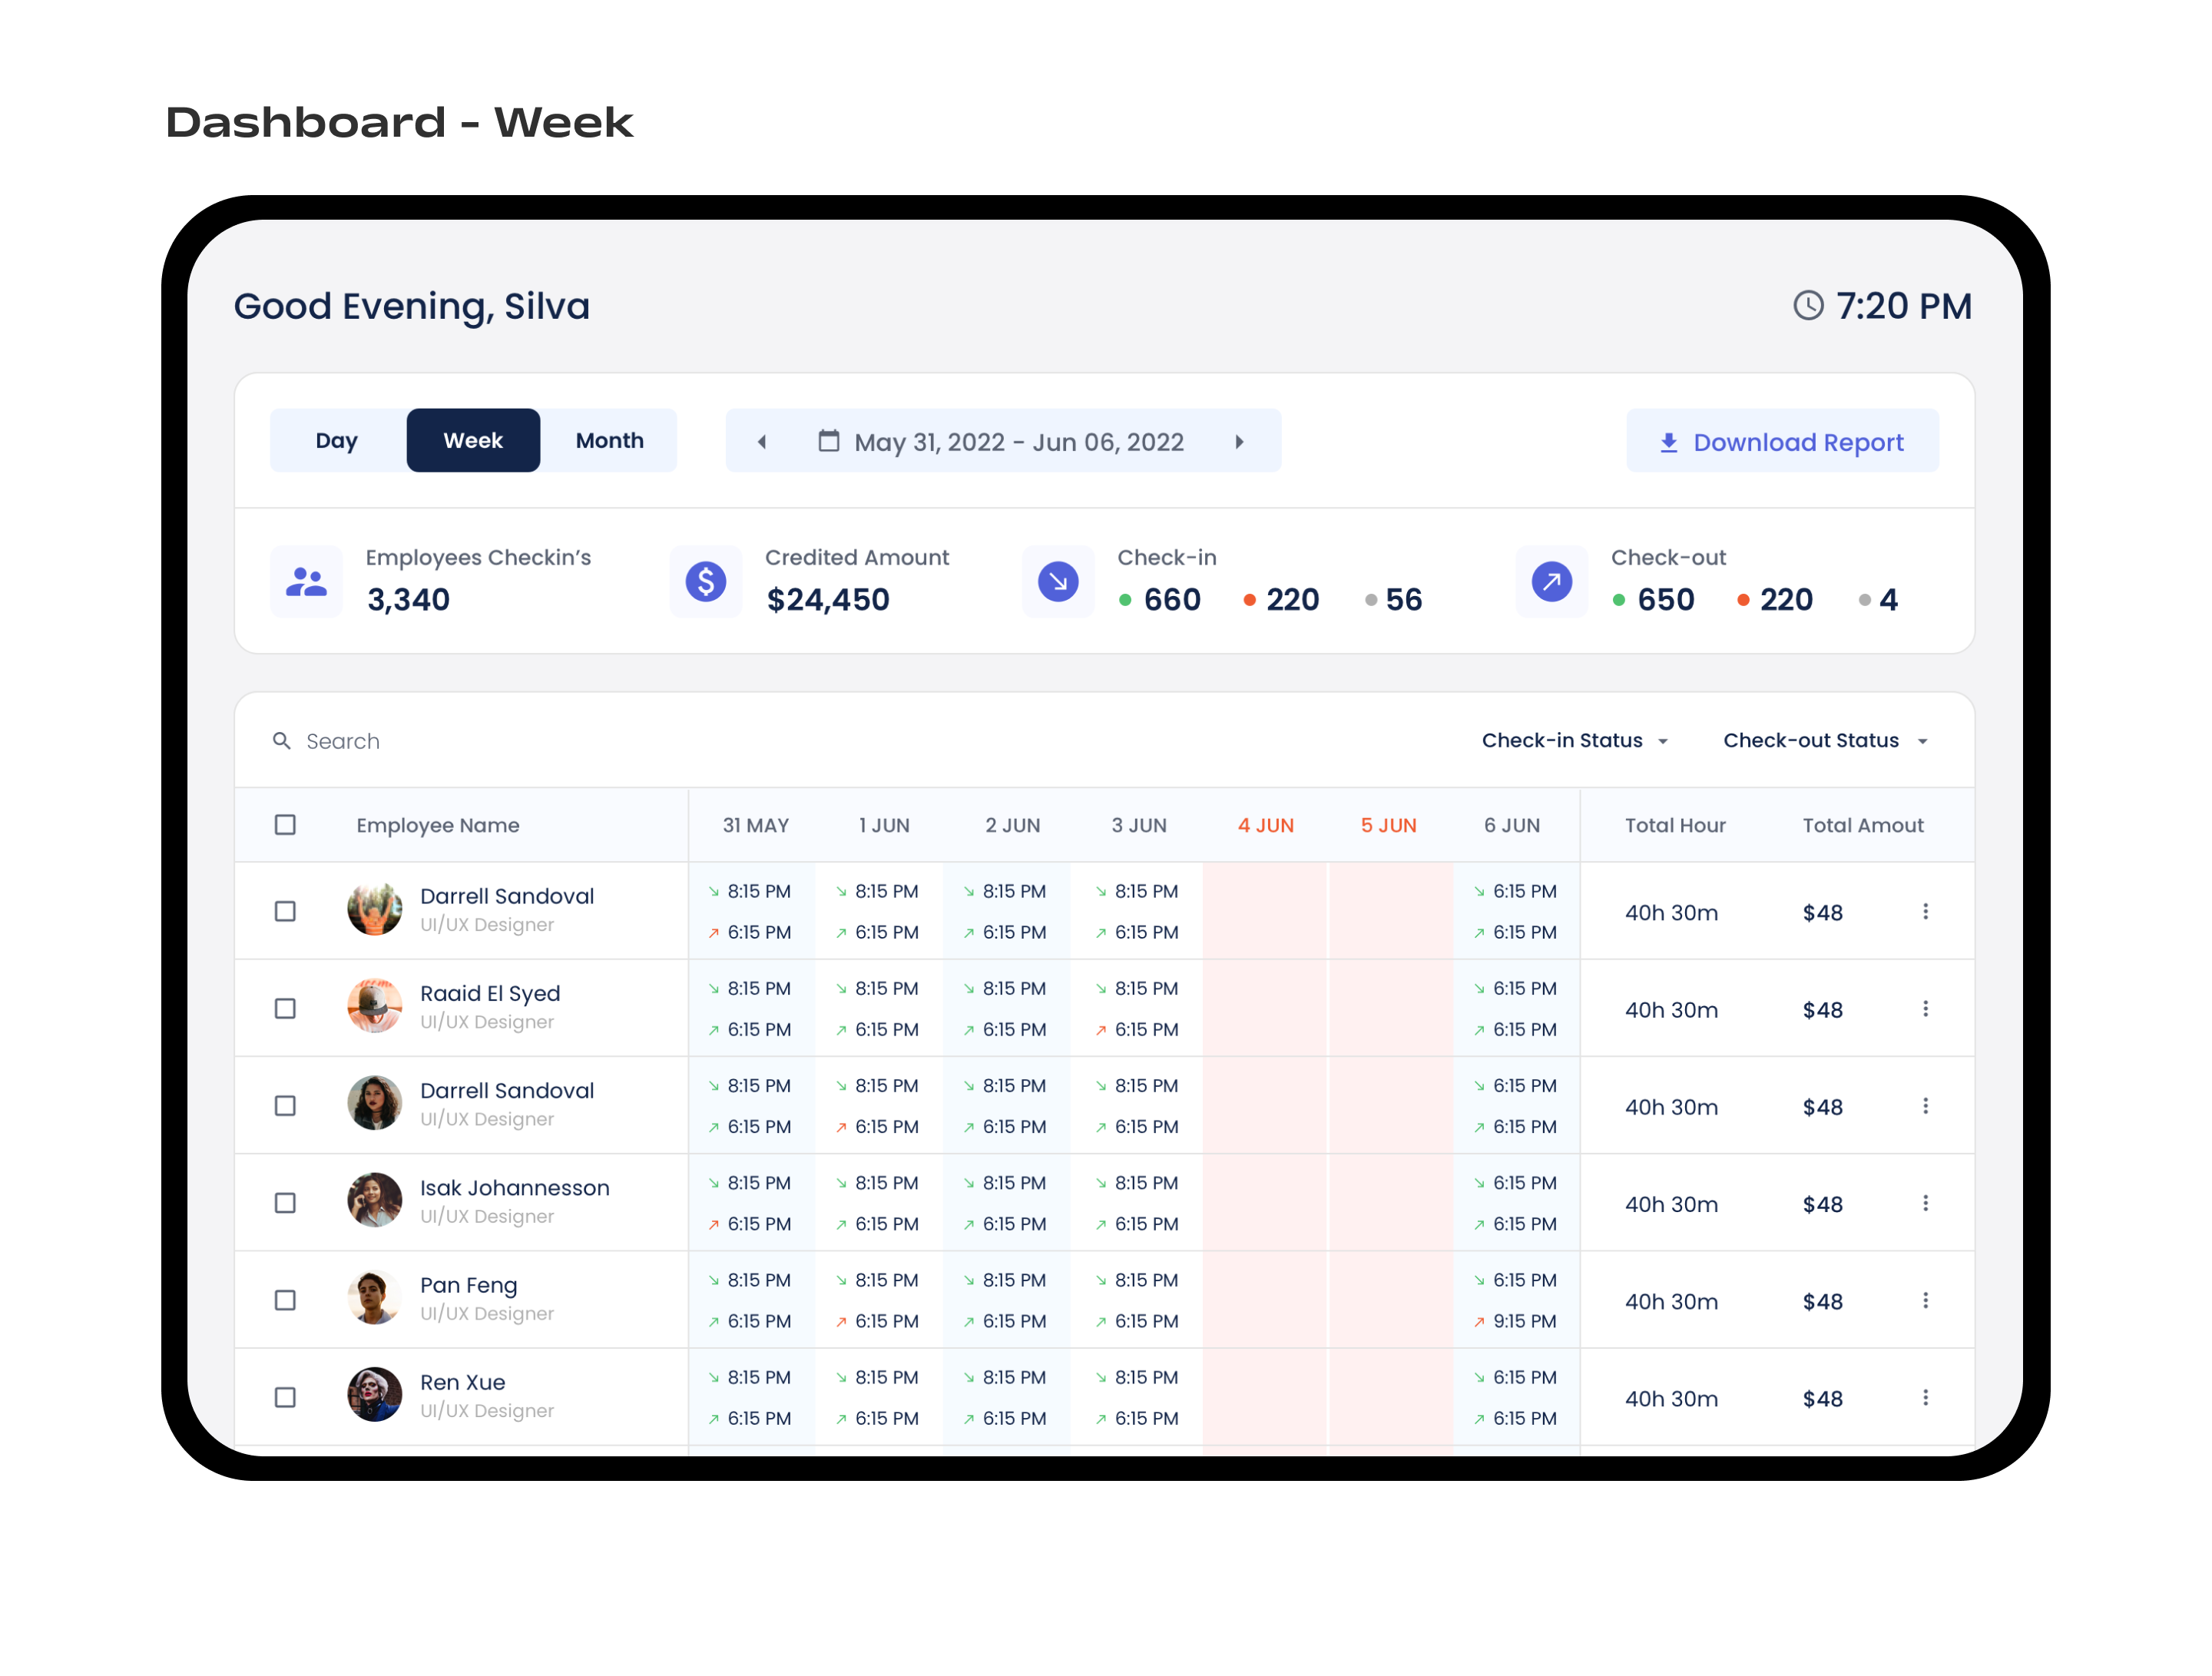 Dashboard - Week
Good Evening, Silva
7:20 PM
Day Week Month
May 31, 2022 - Jun 06, 2022
Download Report
Employees Checkin’s
3,340
Credited Amount
$24,450
Check-in
660 220 56
Check-out
650 220 4
Search
Check-in Status
Check-out Status
Employee Name 31 MAY 1 JUN 2 JUN 3 JUN 4 JUN 5 JUN 6 JUN Total Hour Total Amout
Darrell Sandoval
UI/UX Designer
8:15 PM 8:15 PM 8:15 PM 8:15 PM 6:15 PM
6:15 PM 6:15 PM 6:15 PM 6:15 PM 6:15 PM
40h 30m $48
Raaid El Syed
UI/UX Designer
8:15 PM 8:15 PM 8:15 PM 8:15 PM 6:15 PM
6:15 PM 6:15 PM 6:15 PM 6:15 PM 6:15 PM
40h 30m $48
Darrell Sandoval
UI/UX Designer
8:15 PM 8:15 PM 8:15 PM 8:15 PM 6:15 PM
6:15 PM 6:15 PM 6:15 PM 6:15 PM 6:15 PM
40h 30m $48
Isak Johannesson
UI/UX Designer
8:15 PM 8:15 PM 8:15 PM 8:15 PM 6:15 PM
6:15 PM 6:15 PM 6:15 PM 6:15 PM 6:15 PM
40h 30m $48
Pan Feng
UI/UX Designer
8:15 PM 8:15 PM 8:15 PM 8:15 PM 6:15 PM
6:15 PM 6:15 PM 6:15 PM 6:15 PM 9:15 PM
40h 30m $48
Ren Xue
UI/UX Designer
8:15 PM 8:15 PM 8:15 PM 8:15 PM 6:15 PM
6:15 PM 6:15 PM 6:15 PM 6:15 PM 6:15 PM
40h 30m $48